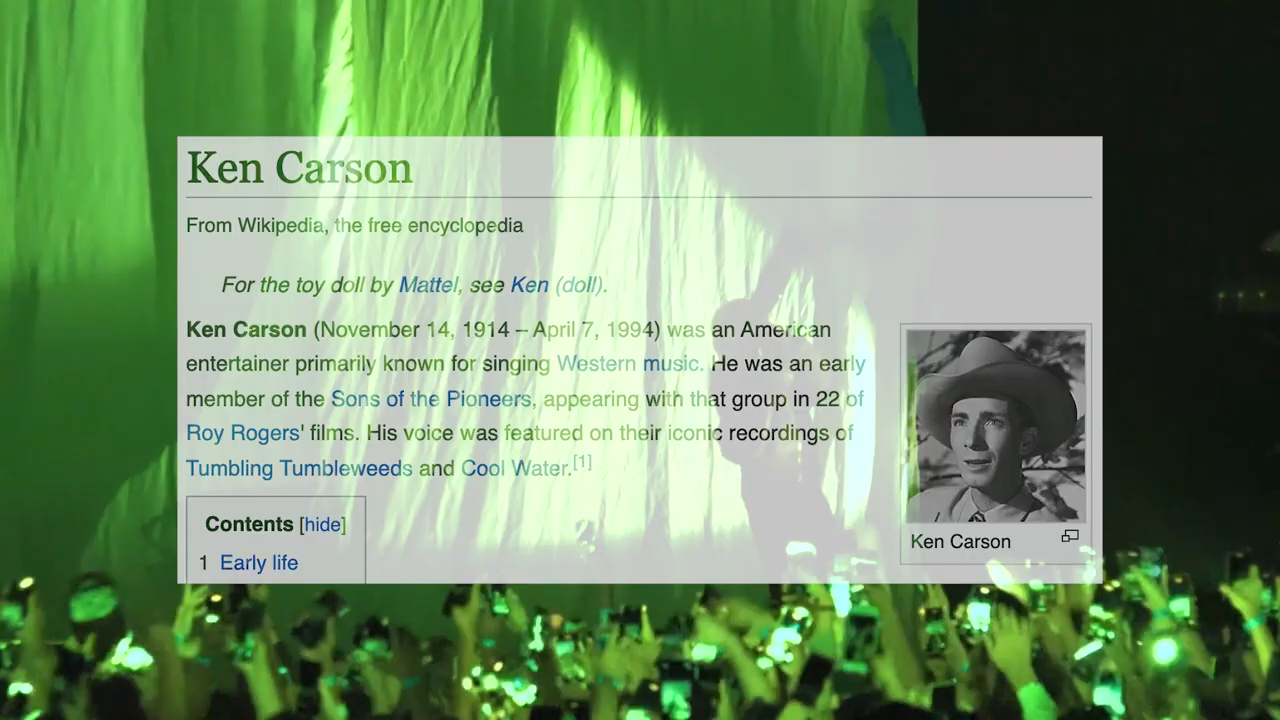 Ken Carson
From Wikipedia, the free encyclopedia
For the toy doll by Mattel, see Ken (doll).
Ken Carson (November 14, 1914 – April 7, 1994) was an American
entertainer primarily known for singing Western music. He was an early
member of the Sons of the Pioneers, appearing with that group in 22 of
Roy Rogers' films. His voice was featured on their iconic recordings of
Tumbling Tumbleweeds and Cool Water.[1]
Ken Carson
Contents [hide]
1 Early life